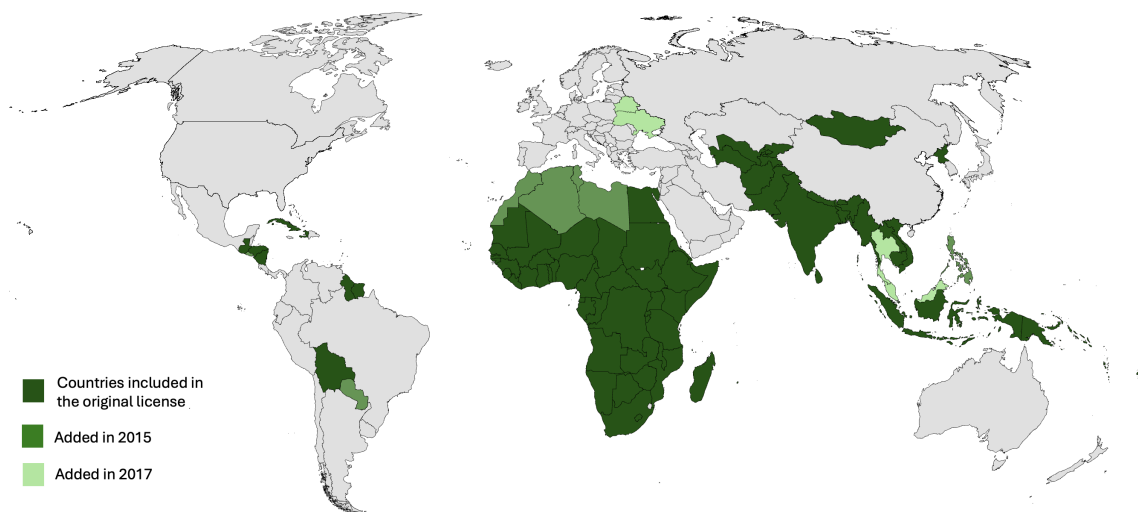 Countries included in
the original license
Added in 2015
Added in 2017